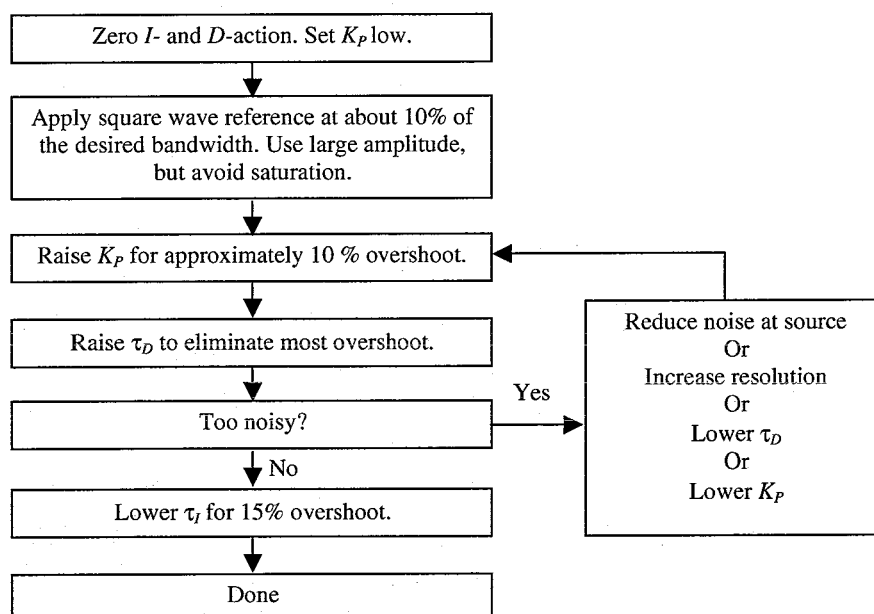 Zero I- and D-action. Set K_P low.
Apply square wave reference at about 10% of
the desired bandwidth. Use large amplitude,
but avoid saturation.
Raise K_P for approximately 10 % overshoot.
Raise τ_D to eliminate most overshoot.
Too noisy?
Yes
No
Lower τ_I for 15% overshoot.
Done
Reduce noise at source
Or
Increase resolution
Or
Lower τ_D
Or
Lower K_P